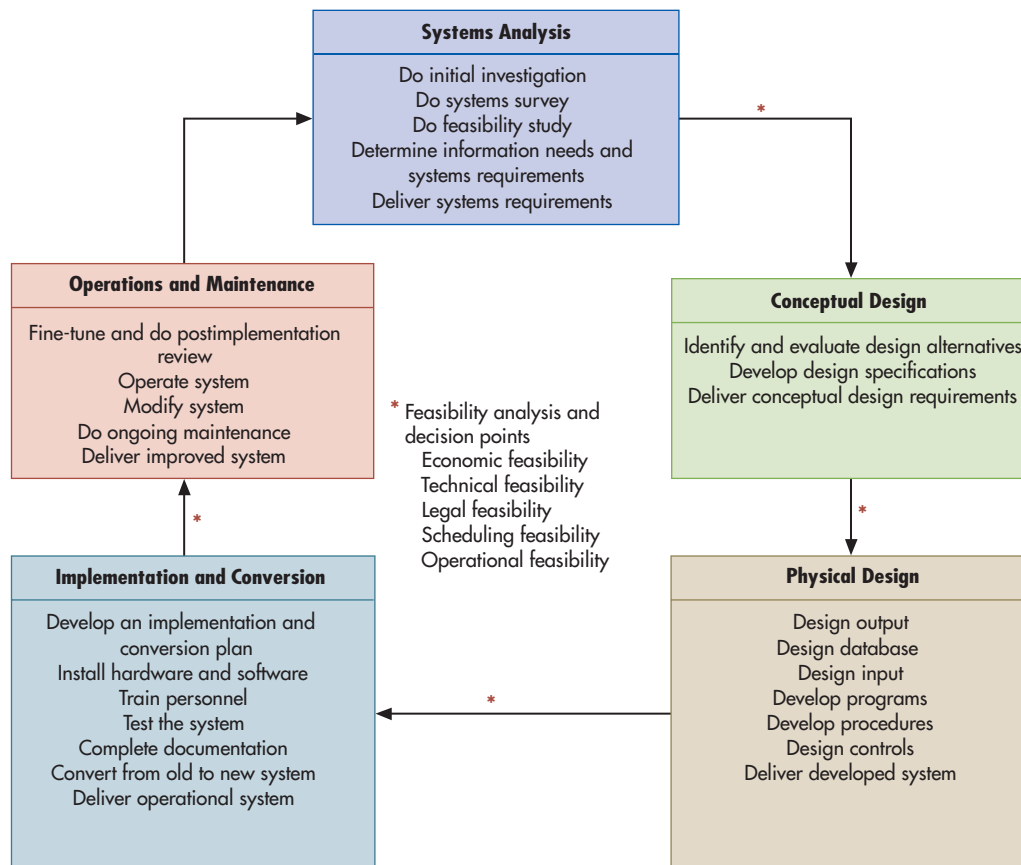 Systems Analysis
Do initial investigation
Do systems survey
Do feasibility study
Determine information needs and
systems requirements
Deliver systems requirements
*
Operations and Maintenance
Fine-tune and do postimplementation
review
Operate system
Modify system
Do ongoing maintenance
Deliver improved system
Conceptual Design
Identify and evaluate design alternatives
Develop design specifications
Deliver conceptual design requirements
* Feasibility analysis and
decision points
Economic feasibility
Technical feasibility
Legal feasibility
Scheduling feasibility
Operational feasibility
*
*
Implementation and Conversion
Develop an implementation and
conversion plan
Install hardware and software
Train personnel
Test the system
Complete documentation
Convert from old to new system
Deliver operational system
*
Physical Design
Design output
Design database
Design input
Develop programs
Develop procedures
Design controls
Deliver developed system